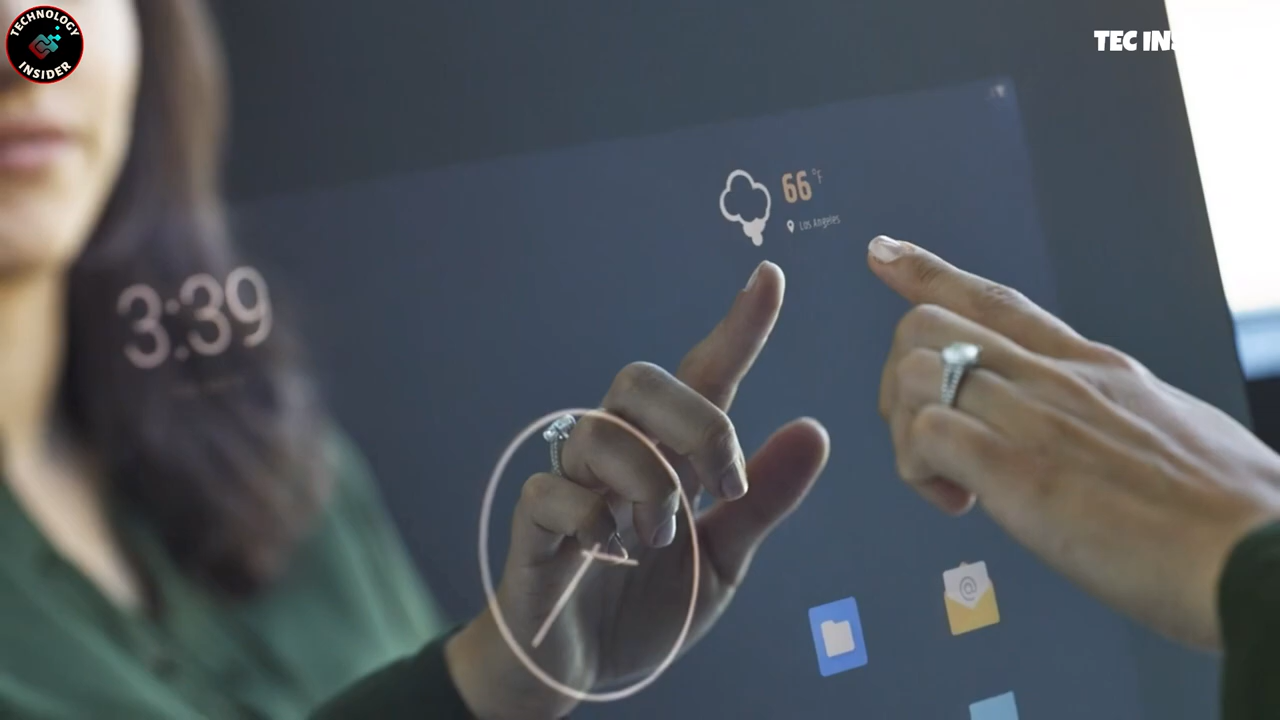 TECHNOLOGY
INSIDER
TEC INS
3:39
66 °F
Los Angeles
@